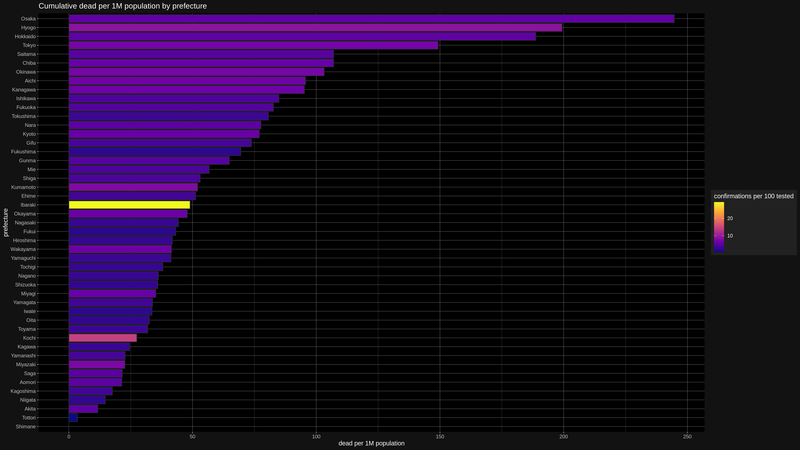 Cumulative dead per 1M population by prefecture
prefecture
Osaka
Hyogo
Hokkaido
Tokyo
Saitama
Chiba
Okinawa
Aichi
Kanagawa
Ishikawa
Fukuoka
Tokushima
Nara
Kyoto
Gifu
Fukushima
Gunma
Mie
Shiga
Kumamoto
Ehime
Ibaraki
Okayama
Nagasaki
Fukui
Hiroshima
Wakayama
Yamaguchi
Tochigi
Nagano
Shizuoka
Miyagi
Yamagata
Iwate
Oita
Toyama
Kochi
Kagawa
Yamanashi
Miyazaki
Saga
Aomori
Kagoshima
Niigata
Akita
Tottori
Shimane
0 50 100 150 200 250
dead per 1M population
confirmations per 100 tested
20
10